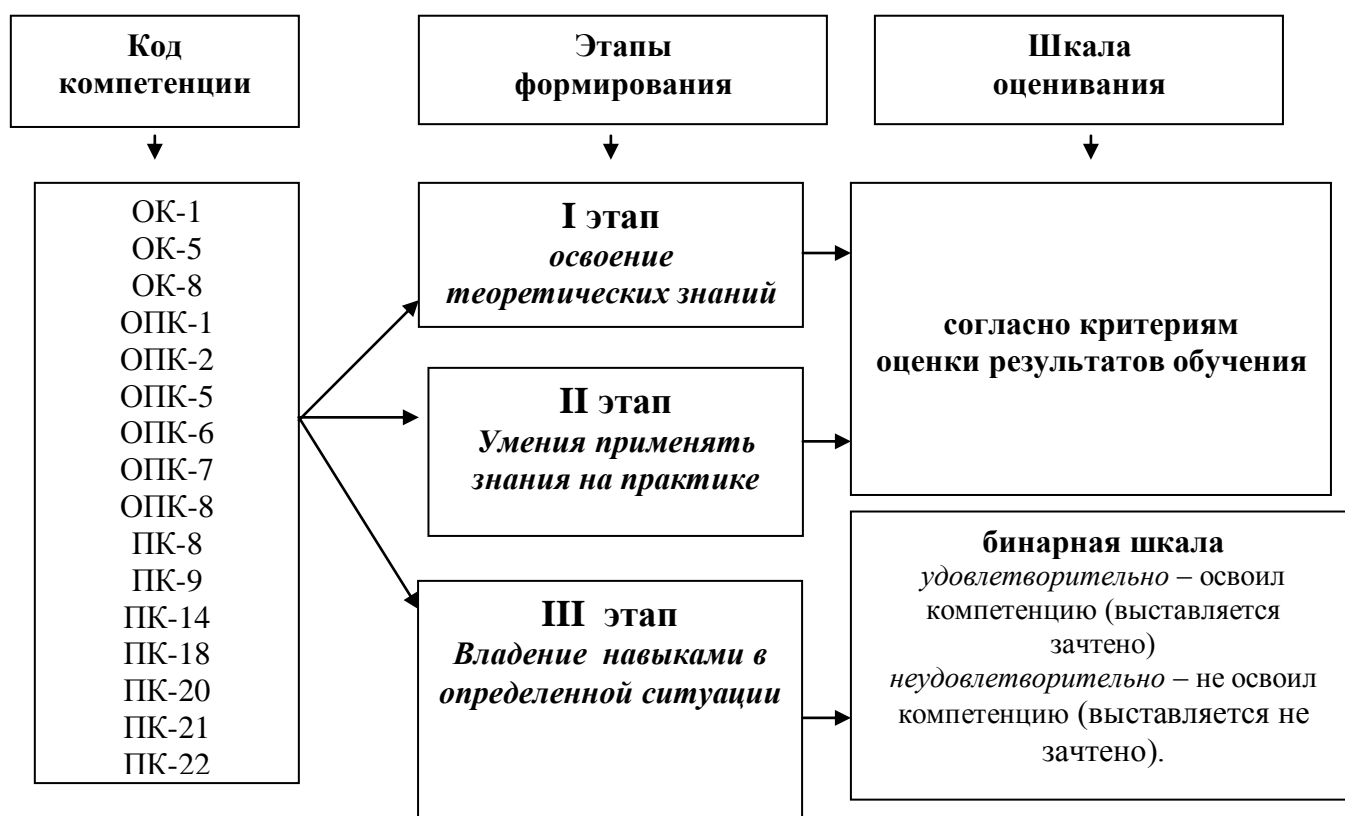 Код
компетенции
Этапы
формирования
Шкала
оценивания
ОК-1
ОК-5
ОК-8
ОПК-1
ОПК-2
ОПК-5
ОПК-6
ОПК-7
ОПК-8
ПК-8
ПК-9
ПК-14
ПК-18
ПК-20
ПК-21
ПК-22
I этап
освоение
теоретических знаний
II этап
Умения применять
знания на практике
III этап
Владение навыками в
определенной ситуации
согласно критериям
оценки результатов обучения
бинарная шкала
удовлетворительно – освоил
компетенцию (выставляется
зачтено)
неудовлетворительно – не освоил
компетенцию (выставляется не
зачтено).